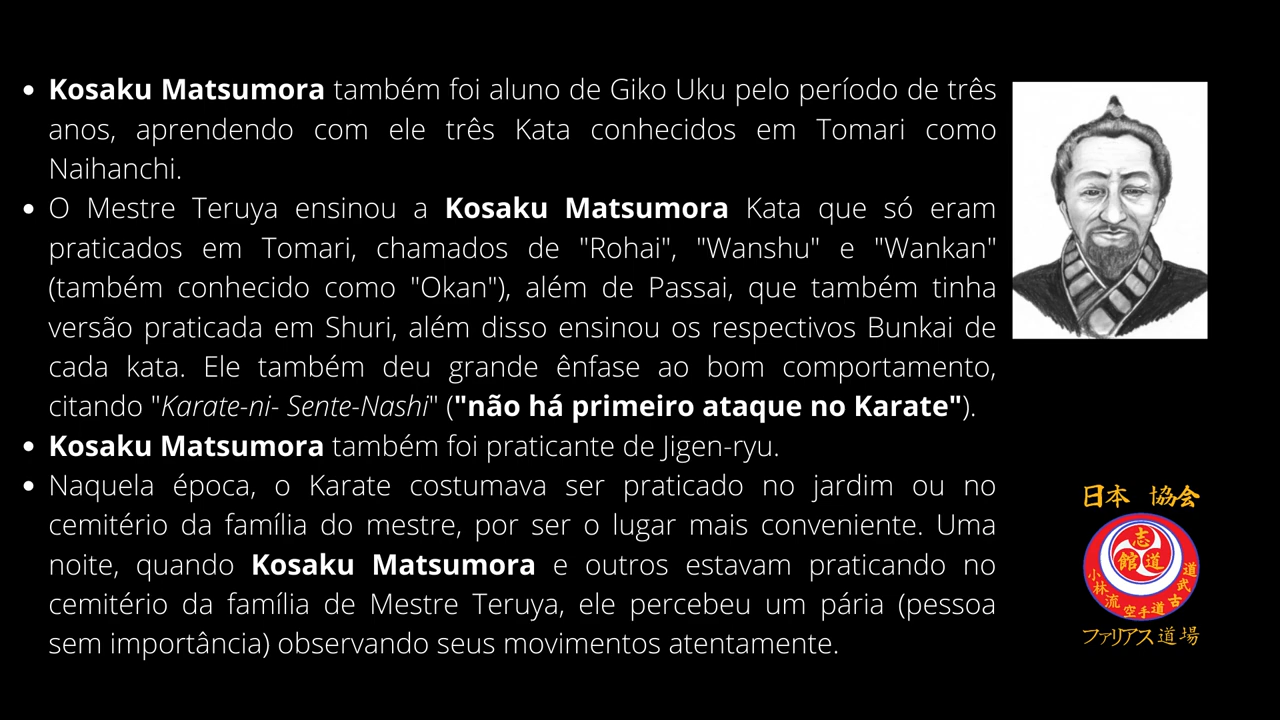 • Kosaku Matsumora também foi aluno de Giko Uku pelo período de três
anos, aprendendo com ele três Kata conhecidos em Tomari como
Naihanchi.
• O Mestre Teruya ensinou a Kosaku Matsumora Kata que só eram
praticados em Tomari, chamados de "Rohai", "Wanshu" e "Wankan"
(também conhecido como "Okan"), além de Passai, que também tinha
versão praticada em Shuri, além disso ensinou os respectivos Bunkai de
cada kata. Ele também deu grande ênfase ao bom comportamento,
citando "Karate-ni- Sente-Nashi" ("não há primeiro ataque no Karate").
• Kosaku Matsumora também foi praticante de Jigen-ryu.
• Naquela época, o Karate costumava ser praticado no jardim ou no
cemitério da família do mestre, por ser o lugar mais conveniente. Uma
noite, quando Kosaku Matsumora e outros estavam praticando no
cemitério da família de Mestre Teruya, ele percebeu um pária (pessoa
sem importância) observando seus movimentos atentamente.
日本 協会
志
道
館
小林流
空手道
古武道
ファリアス道場